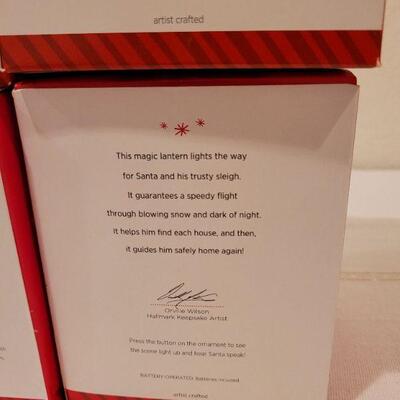 artist crafted
This magic lantern lights the way
for Santa and his trusty sleigh.
It guarantees a speedy flight
through blowing snow and dark of night.
It helps him find each house, and then,
it guides him safely home again!
Orville Wilson
Hallmark Keepsake Artist
Press the button on the ornament to see
the scene light up and hear Santa speak!
BATTERY-OPERATED. Batteries included.
artist crafted